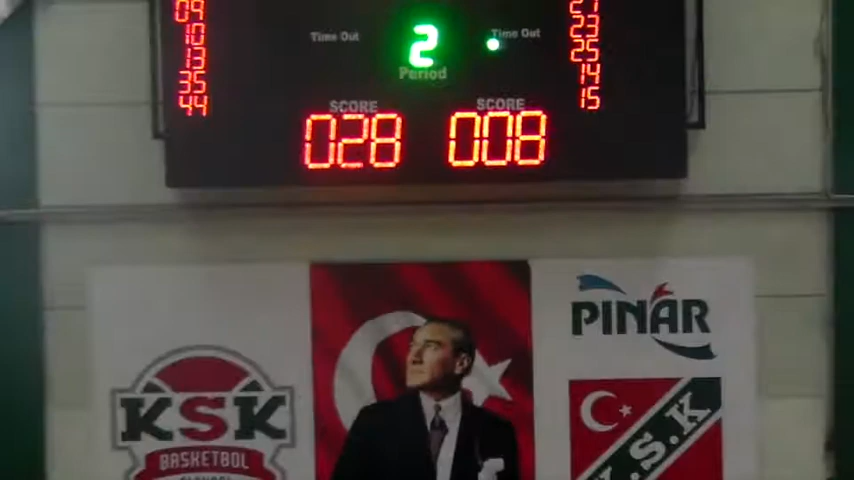 09
10
13
35
44
Time Out
2
Period
Time Out
27
23
25
14
15
SCORE
028
SCORE
008
PINAR
KSK
BASKETBOL
K.S.K